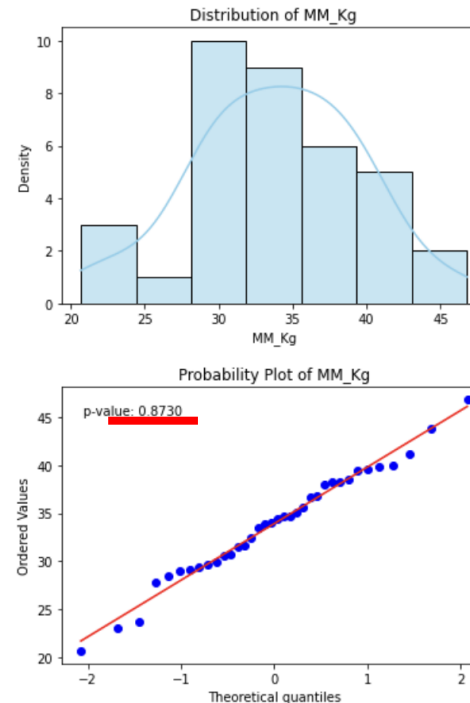 Distribution of MM_Kg
10
8
6
4
2
0
Density
20 25 30 35 40 45
MM_Kg
Probability Plot of MM_Kg
p-value: 0.8730
45
40
35
30
25
20
Ordered Values
−2 −1 0 1 2
Theoretical quantiles